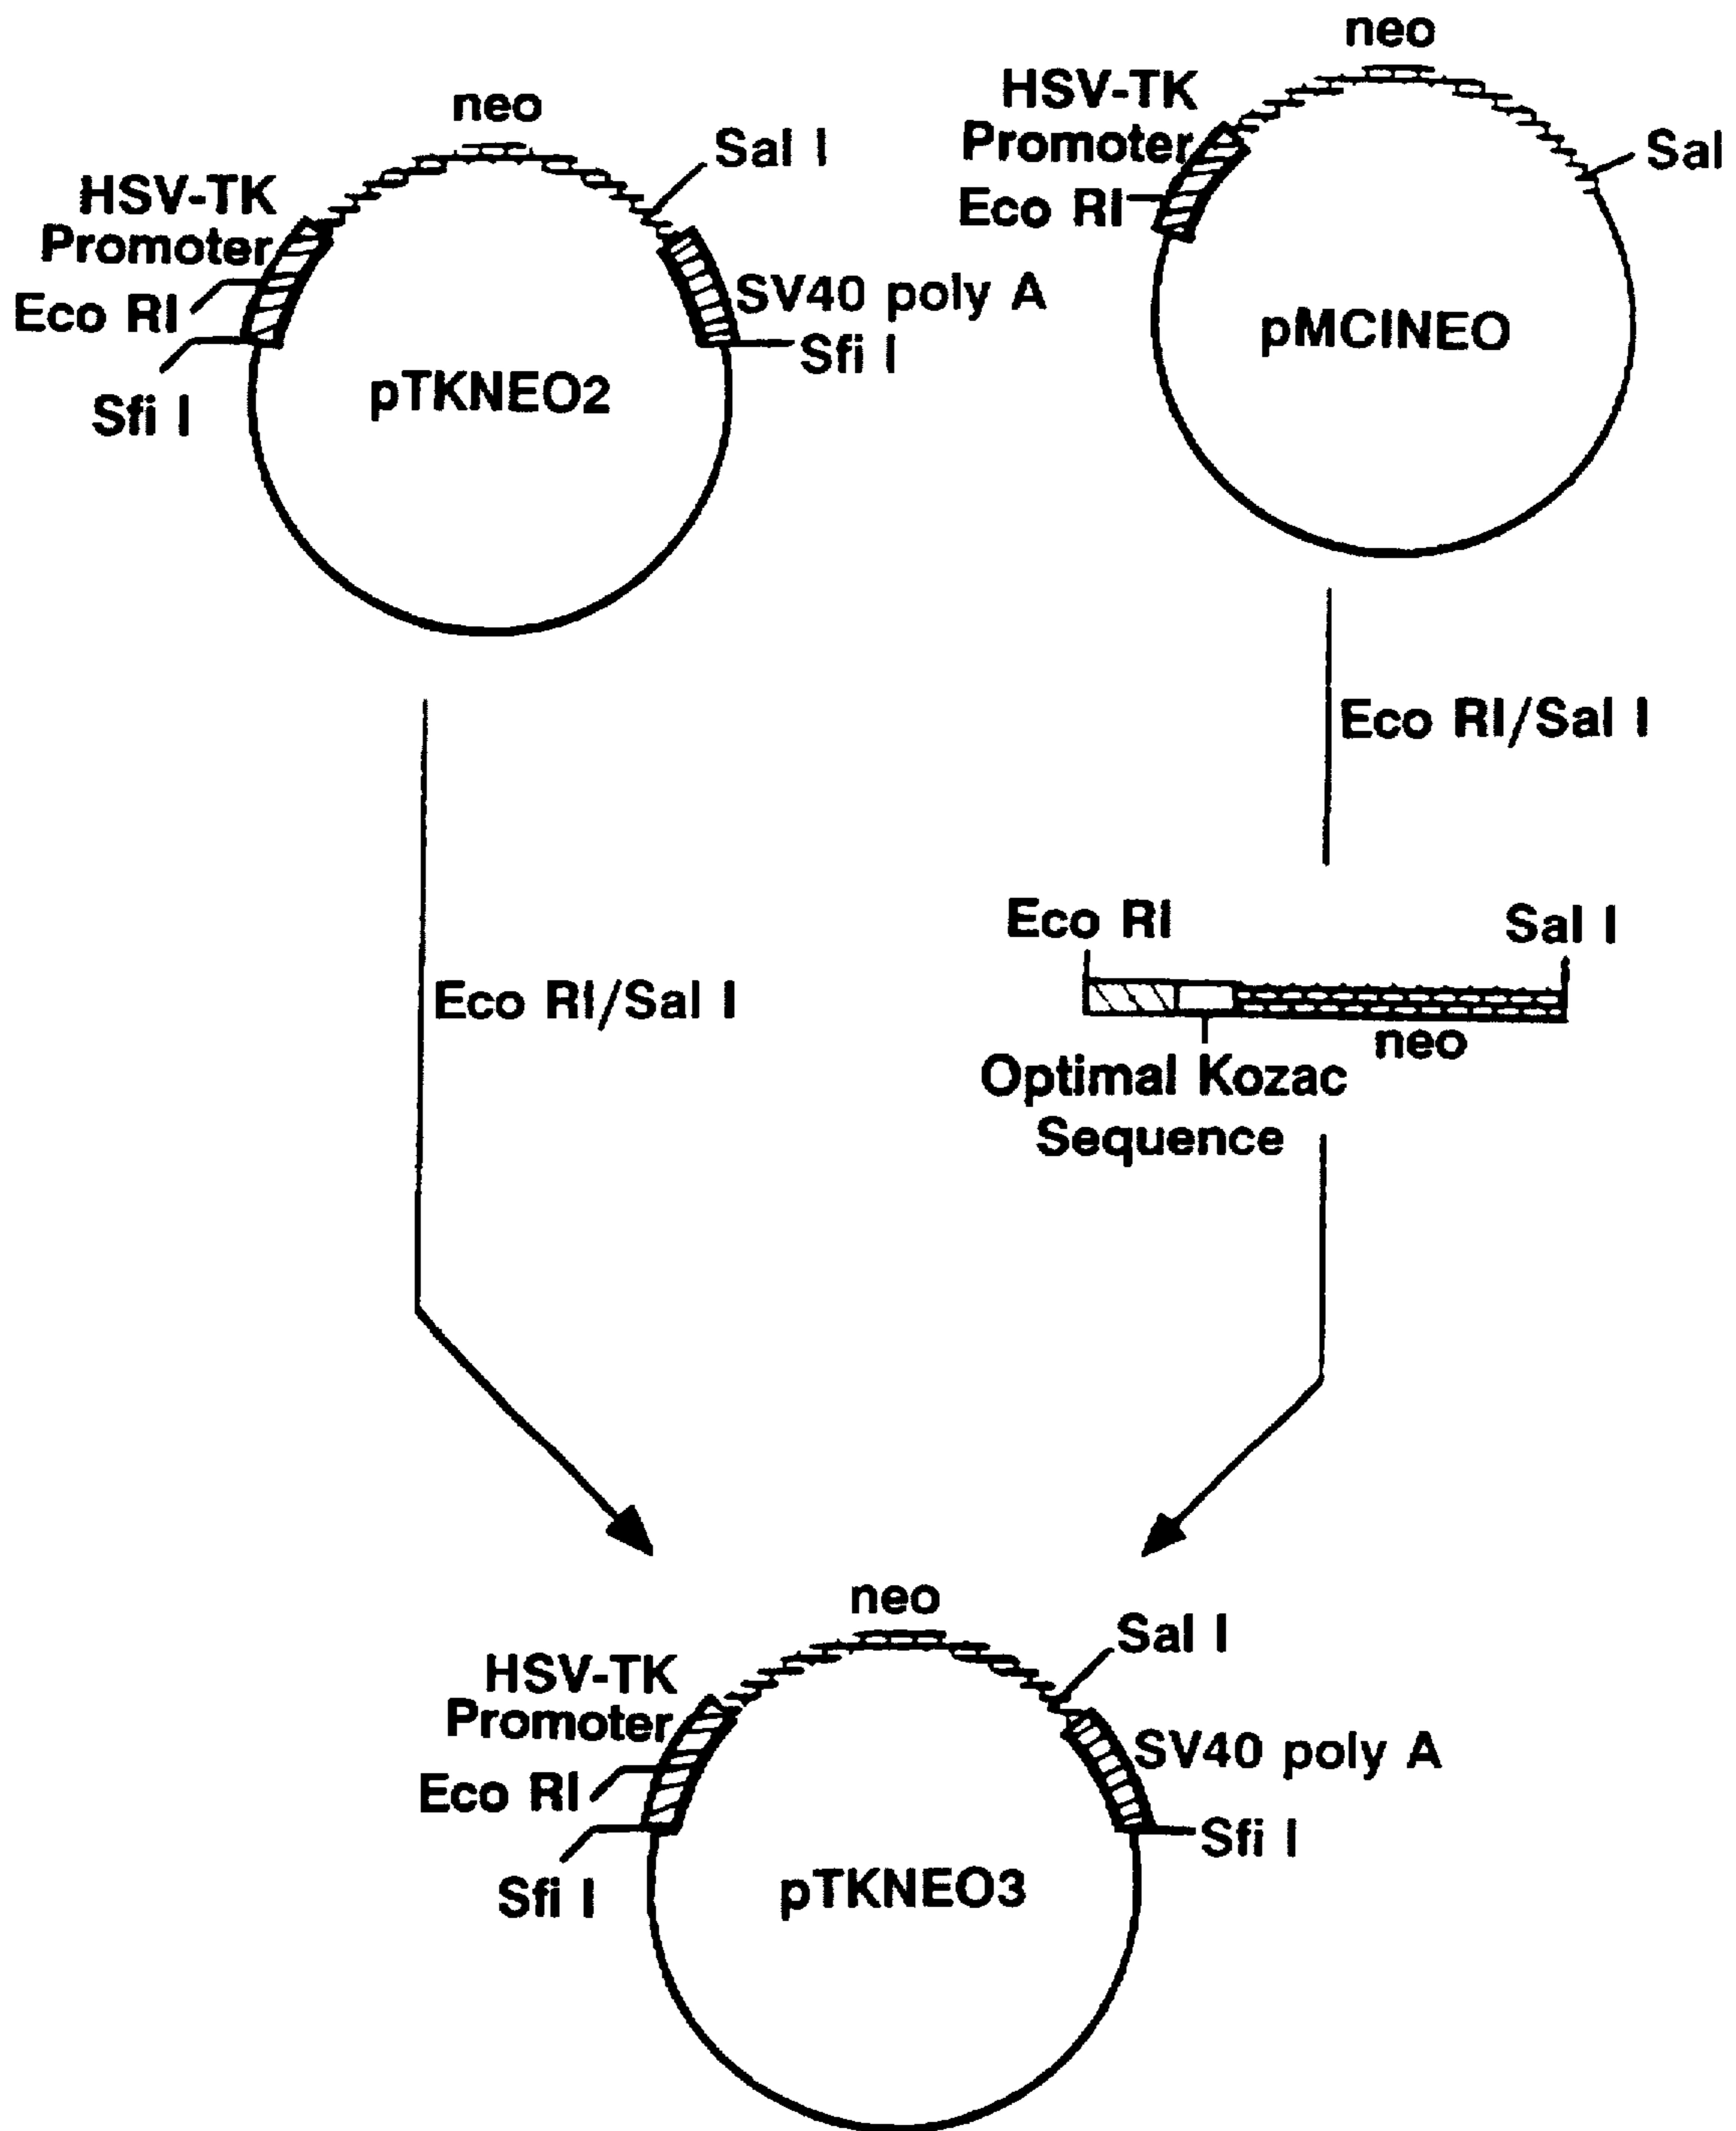 neo
HSV-TK
Promoter
Eco RI
Sfi I
Sal I
SV40 poly A
Sfi I
pTKNEO2
neo
HSV-TK
Promoter
Eco RI
Sal
pMCINEO
Eco RI/Sal I
Eco RI
Sal I
neo
Optimal Kozac
Sequence
Eco RI/Sal I
neo
HSV-TK
Promoter
Eco RI
Sfi I
Sal I
SV40 poly A
Sfi I
pTKNEO3